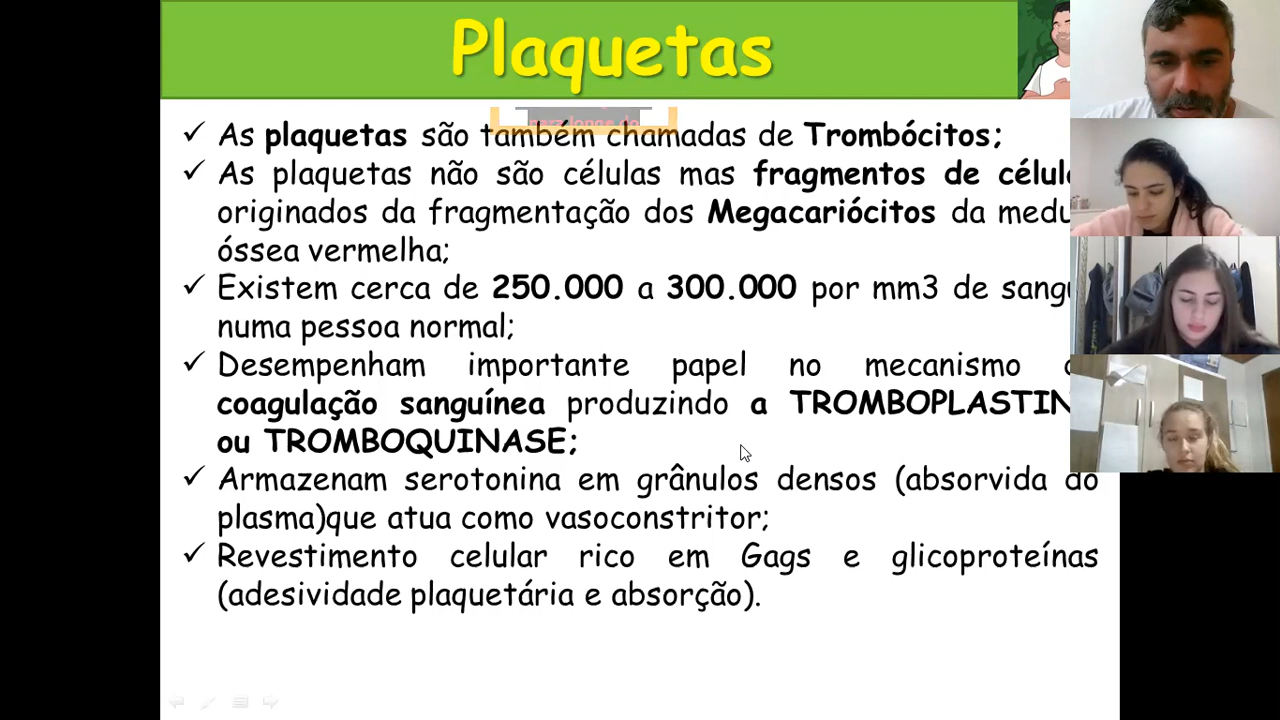 Plaquetas
✓ As plaquetas são também chamadas de Trombócitos;
✓ As plaquetas não são células mas fragmentos de célul
originados da fragmentação dos Megacariócitos da medu
óssea vermelha;
✓ Existem cerca de 250.000 a 300.000 por mm3 de sang
numa pessoa normal;
✓ Desempenham importante papel no mecanismo
coagulação sanguínea produzindo a TROMBOPLASTIN
ou TROMBOQUINASE;
✓ Armazenam serotonina em grânulos densos (absorvida do
plasma)que atua como vasoconstritor;
✓ Revestimento celular rico em Gags e glicoproteínas
(adesividade plaquetária e absorção).